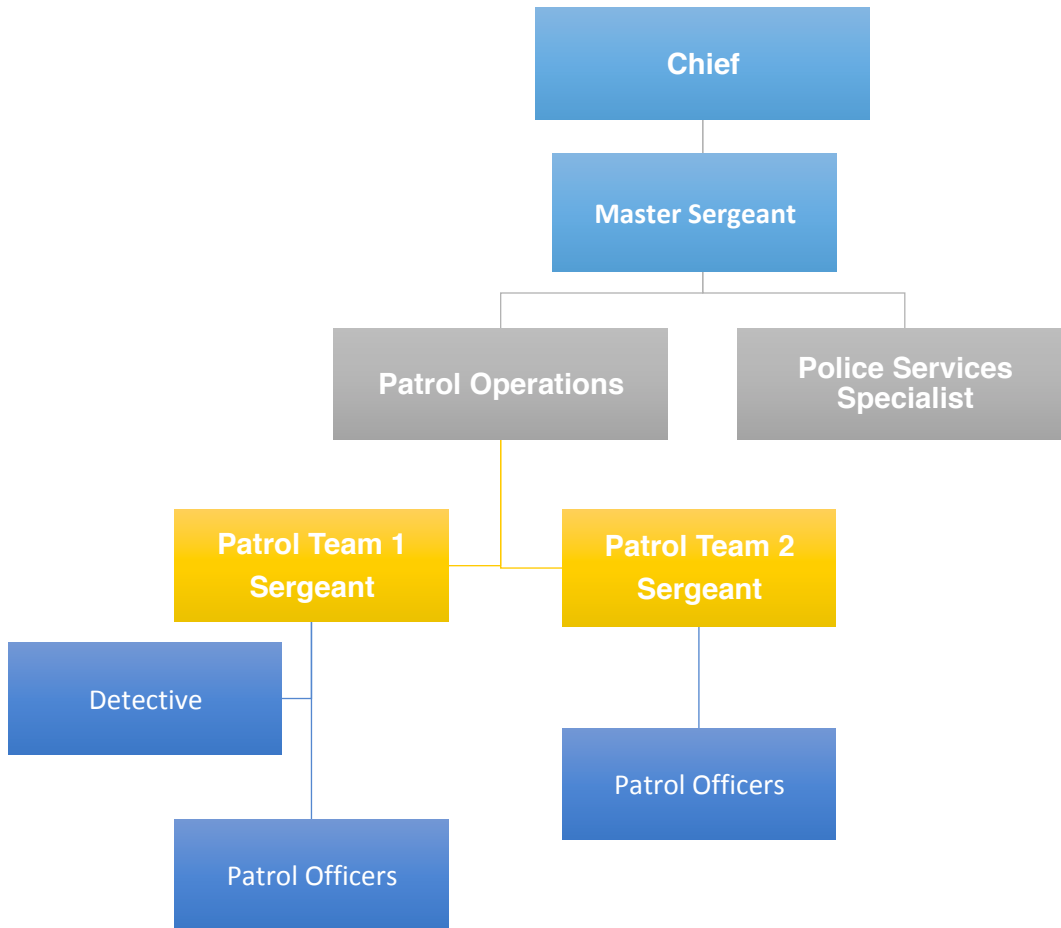 Chief
Master Sergeant
Patrol Operations
Police Services
Specialist
Patrol Team 1
Sergeant
Patrol Team 2
Sergeant
Detective
Patrol Officers
Patrol Officers